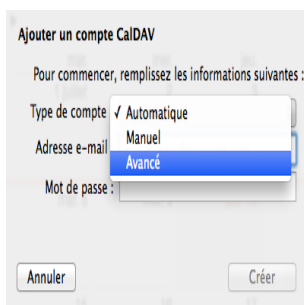 Ajouter un compte CalDAV
Pour commencer, remplissez les informations suivantes :
Type de compte ✓ Automatique
Manuel
Adresse e-mail
Avancé
Mot de passe :
Annuler
Créer